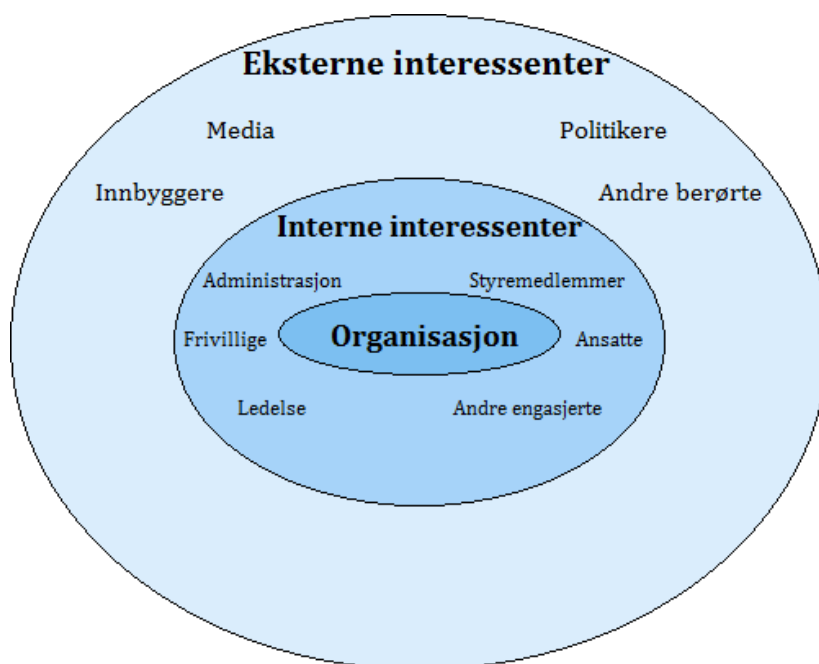 Eksterne interessenter
Media
Politikere
Innbyggere
Andre berørte
Interne interessenter
Administrasjon
Styremedlemmer
Frivillige
Organisasjon
Ansatte
Ledelse
Andre engasjerte